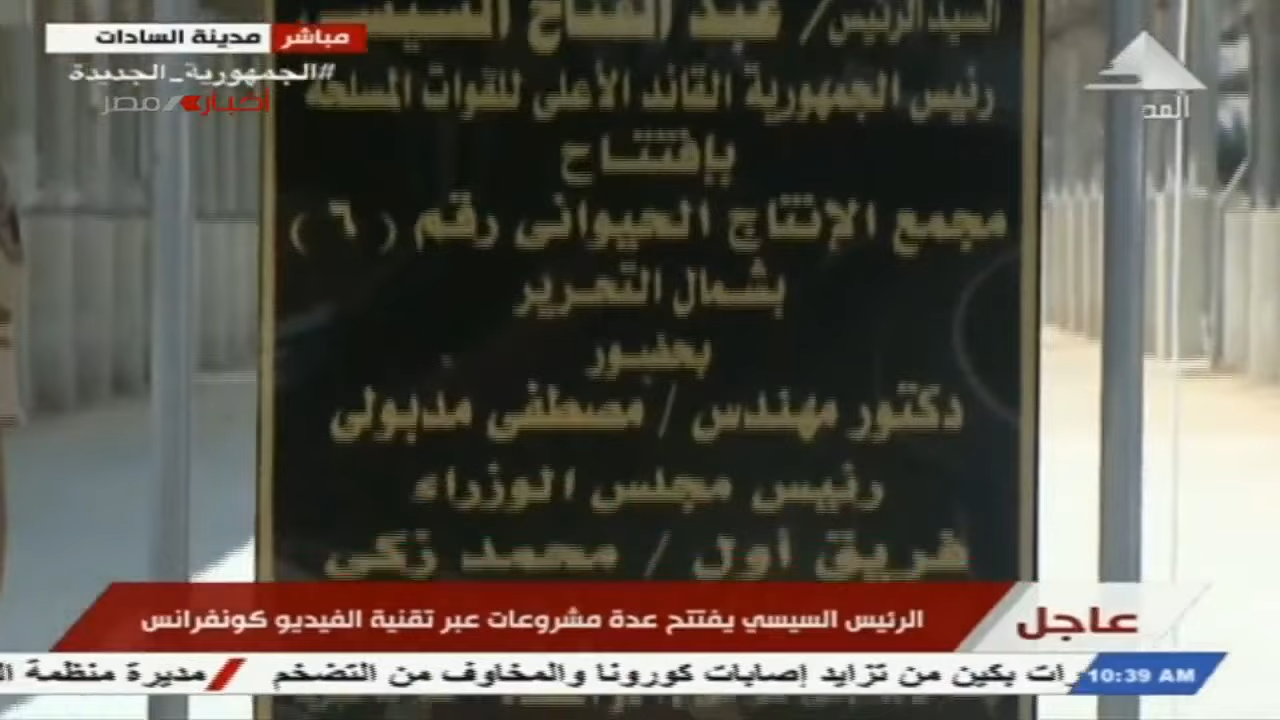 مباشر مدينة السادات
#الجمهورية_الجديدة
أخبار مصر
السيد الرئيس / عبد الفتاح السيسى
رئيس الجمهورية القائد الأعلى للقوات المسلحة
بإفتتاح
مجمع الإنتاج الحيوانى رقم ( ٦ )
بشمال التحرير
بحضور
دكتور مهندس / مصطفى مدبولى
رئيس مجلس الوزراء
فريق أول / محمد زكى
عاجل
الرئيس السيسي يفتتح عدة مشروعات عبر تقنية الفيديو كونفرانس
10:39 AM
بكين من تزايد إصابات كورونا والمخاوف من التضخم / مديرة منظمة